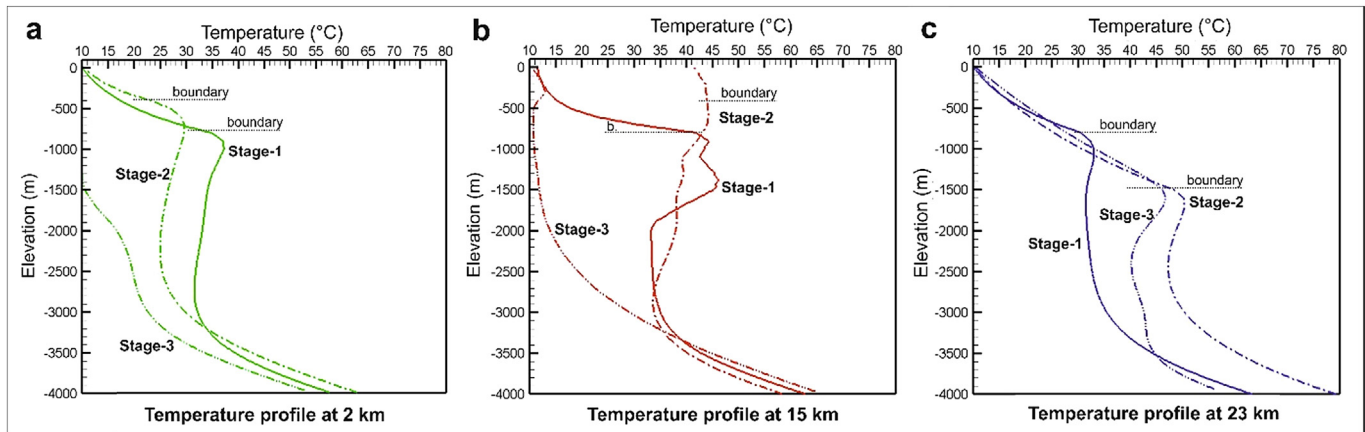 a
Temperature (°C)
10 15 20 25 30 35 40 45 50 55 60 65 70 75 80
Elevation (m)
0
-500
-1000
-1500
-2000
-2500
-3000
-3500
-4000
boundary
boundary
Stage-1
Stage-2
Stage-3
Temperature profile at 2 km
b
Temperature (°C)
10 15 20 25 30 35 40 45 50 55 60 65 70 75 80
Elevation (m)
0
-500
-1000
-1500
-2000
-2500
-3000
-3500
-4000
boundary
Stage-2
b.
Stage-1
Stage-3
Temperature profile at 15 km
c
Temperature (°C)
10 15 20 25 30 35 40 45 50 55 60 65 70 75 80
Elevation (m)
0
-500
-1000
-1500
-2000
-2500
-3000
-3500
-4000
boundary
boundary
Stage-2
Stage-3
Stage-1
Temperature profile at 23 km